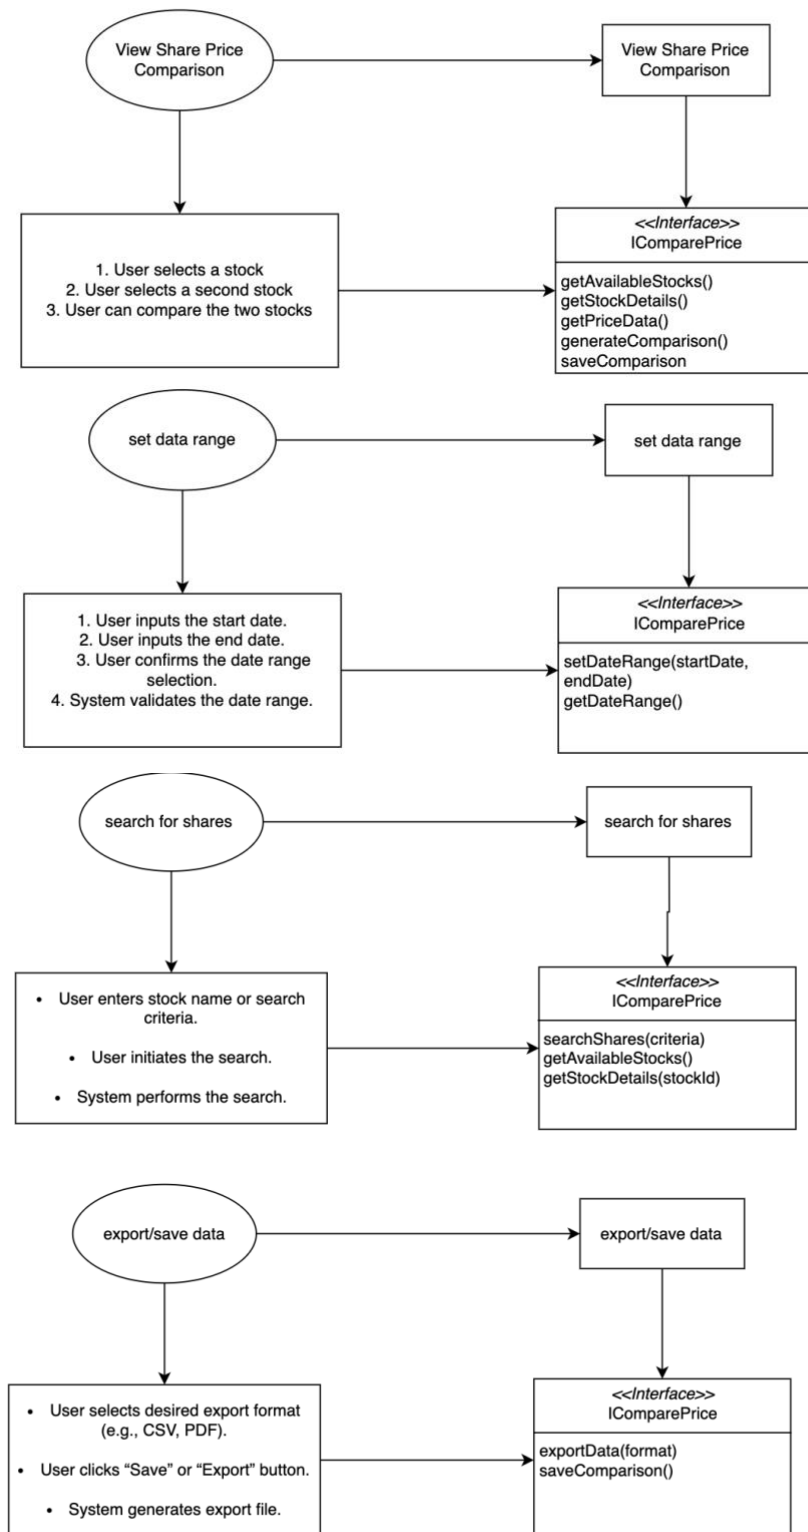 View Share Price
Comparison
View Share Price
Comparison
<<Interface>>
IComparePrice
1. User selects a stock
2. User selects a second stock
3. User can compare the two stocks
getAvailableStocks()
getStockDetails()
getPriceData()
generateComparison()
saveComparison
set data range
set data range
<<Interface>>
IComparePrice
1. User inputs the start date.
2. User inputs the end date.
3. User confirms the date range
selection.
4. System validates the date range.
setDateRange(startDate,
endDate)
getDateRange()
search for shares
search for shares
<<Interface>>
IComparePrice
• User enters stock name or search
criteria.
• User initiates the search.
• System performs the search.
searchShares(criteria)
getAvailableStocks()
getStockDetails(stockId)
export/save data
export/save data
<<Interface>>
IComparePrice
• User selects desired export format
(e.g., CSV, PDF).
• User clicks “Save” or “Export” button.
• System generates export file.
exportData(format)
saveComparison()